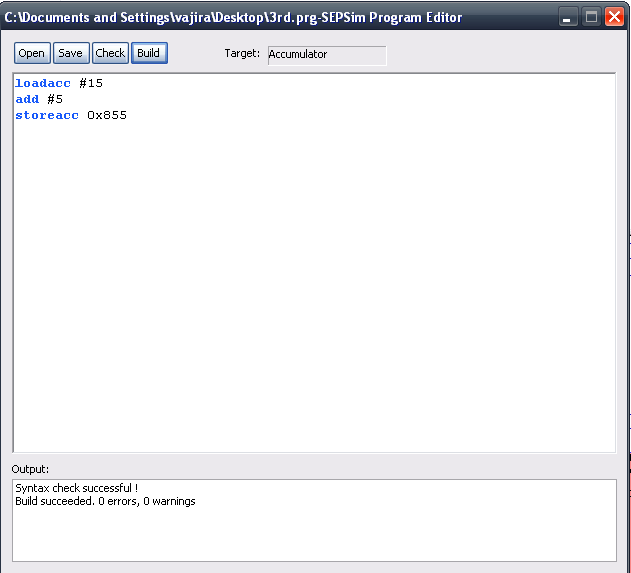 C:\Documents and Settings\vajira\Desktop\3rd.prg-SEPSim Program Editor
Open Save Check Build Target: Accumulator
loadacc #15
add #5
storeacc 0x855
Output:
Syntax check successful !
Build succeeded. 0 errors, 0 warnings